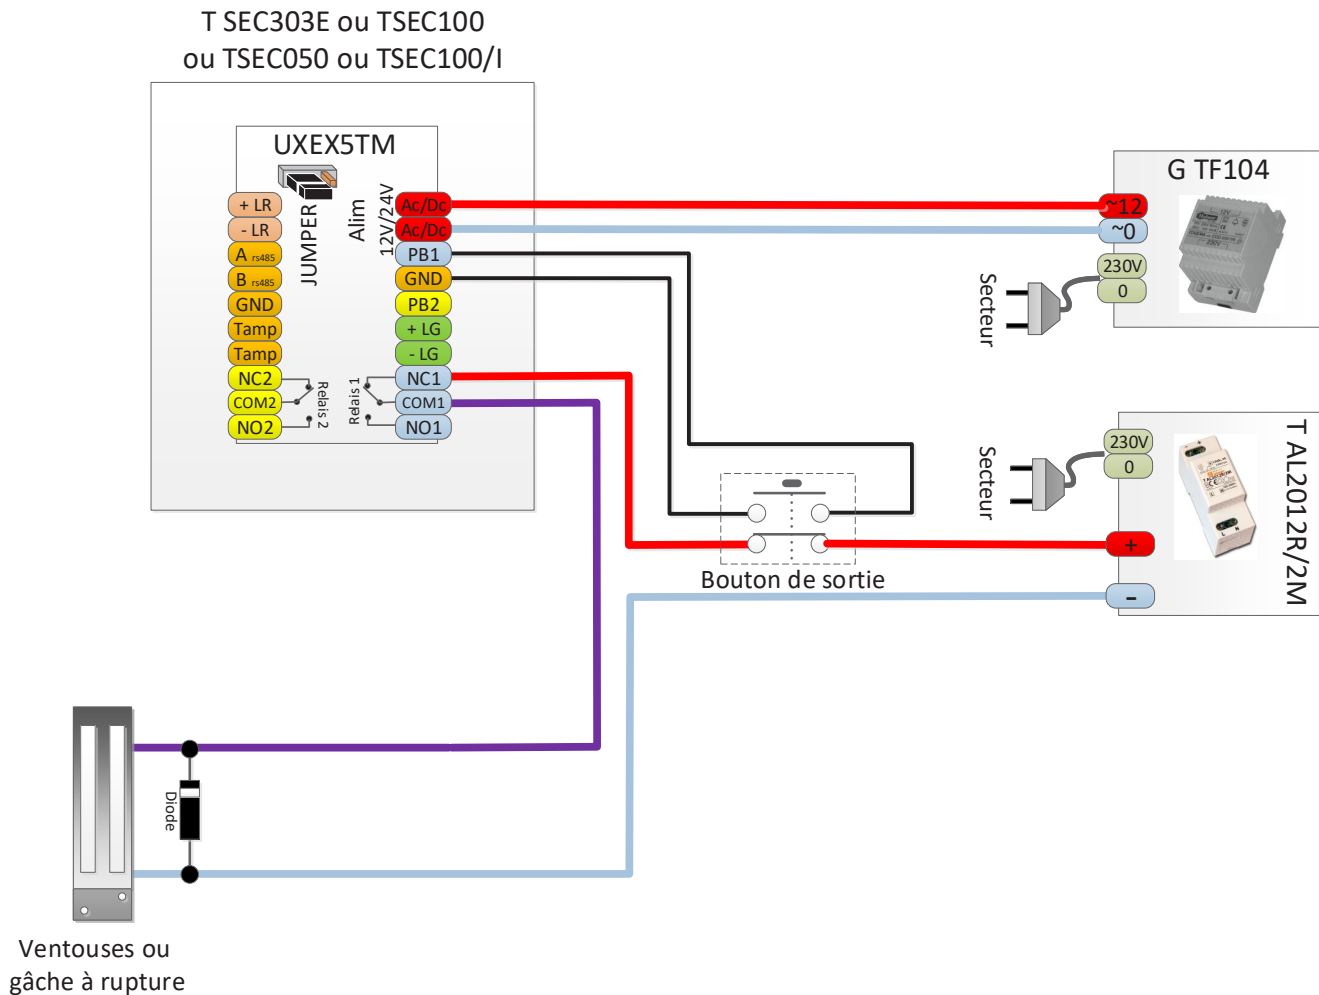 T SEC303E ou TSEC100
ou TSEC050 ou TSEC100/I
UXEX5TM
JUMPER
Alim
12V/24V
+ LR
- LR
A rs485
B rs485
GND
Tamp
Tamp
NC2
COM2
NO2
Relais 2
Relais 1
Ac/Dc
Ac/Dc
PB1
GND
PB2
+ LG
- LG
NC1
COM1
NO1
G TF104
~12
~0
230V
0
Secteur
T AL2012R/2M
230V
0
Secteur
+
-
Bouton de sortie
Diode
Ventouses ou
gâche à rupture